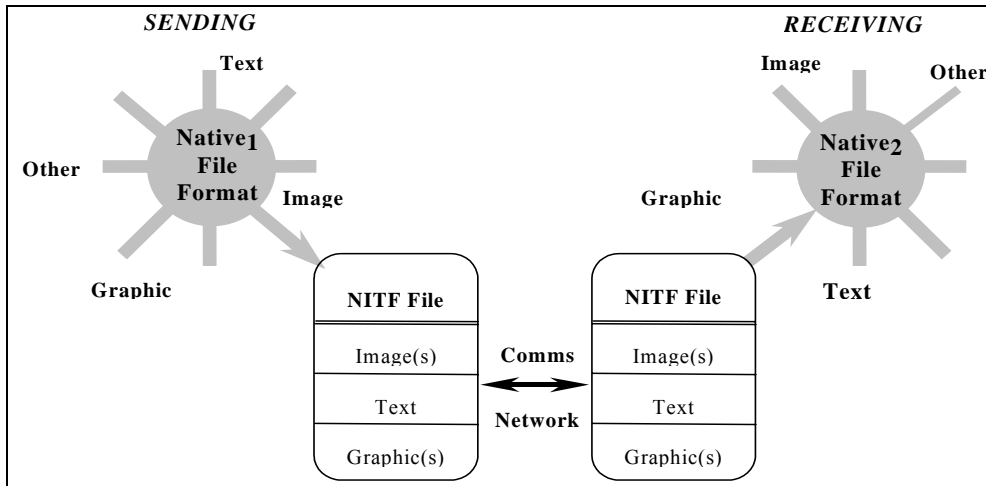 SENDING
RECEIVING
Text
Image
Other
Native1
File
Format
Native2
File
Format
Other
Image
Graphic
Graphic
Text
NITF File
Image(s)
Text
Graphic(s)
Comms
Network
NITF File
Image(s)
Text
Graphic(s)